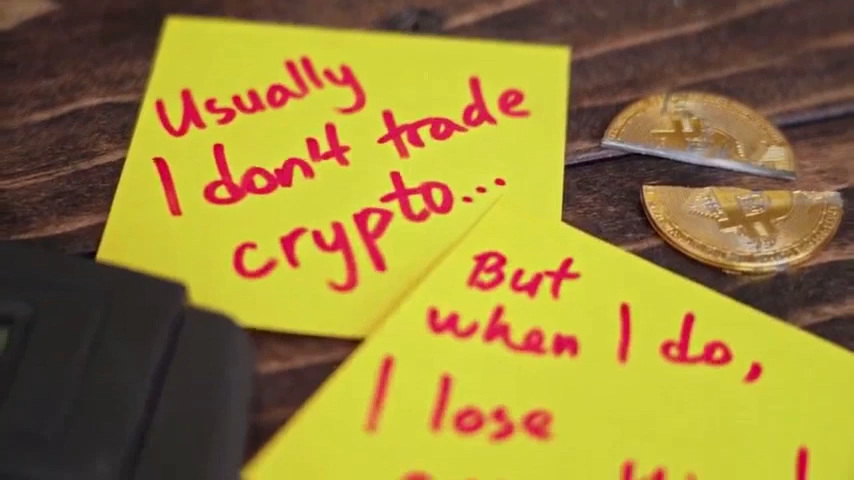 Usually
I don't trade
crypto...
But
when I do,
I lose